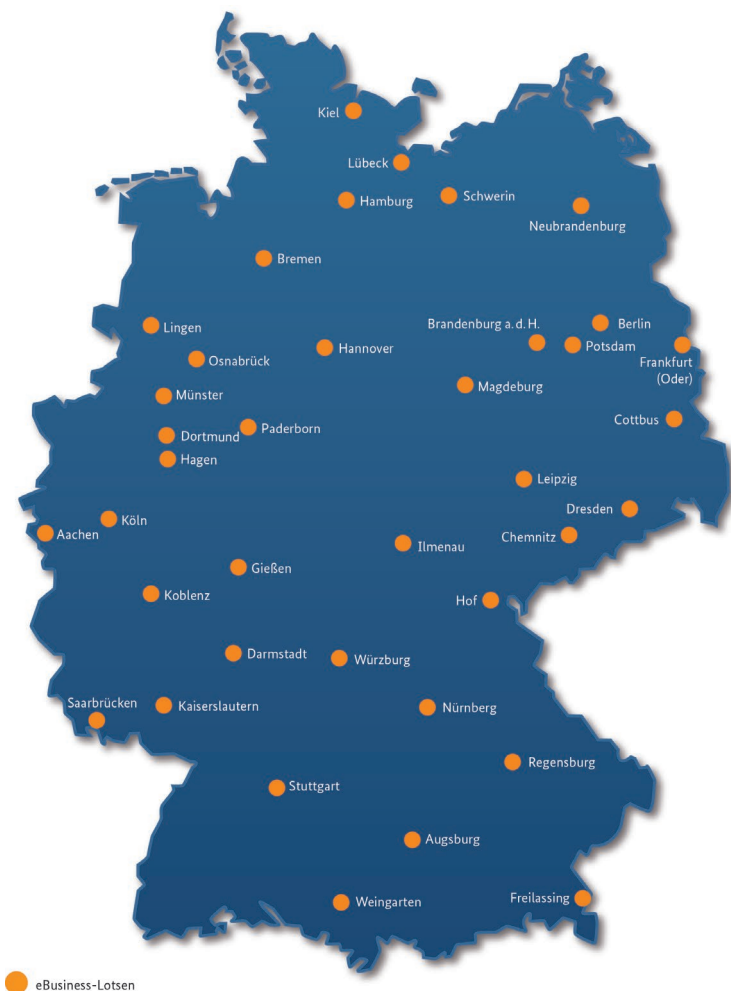 Kiel
Lübeck
Hamburg
Schwerin
Neubrandenburg
Bremen
Lingen
Osnabrück
Hannover
Brandenburg a. d. H.
Berlin
Potsdam
Frankfurt
(Oder)
Magdeburg
Münster
Cottbus
Dortmund
Paderborn
Hagen
Leipzig
Dresden
Köln
Aachen
Chemnitz
Ilmenau
Gießen
Koblenz
Hof
Darmstadt
Würzburg
Saarbrücken
Kaiserslautern
Nürnberg
Regensburg
Stuttgart
Augsburg
Weingarten
Freilassing
eBusiness-Lotsen